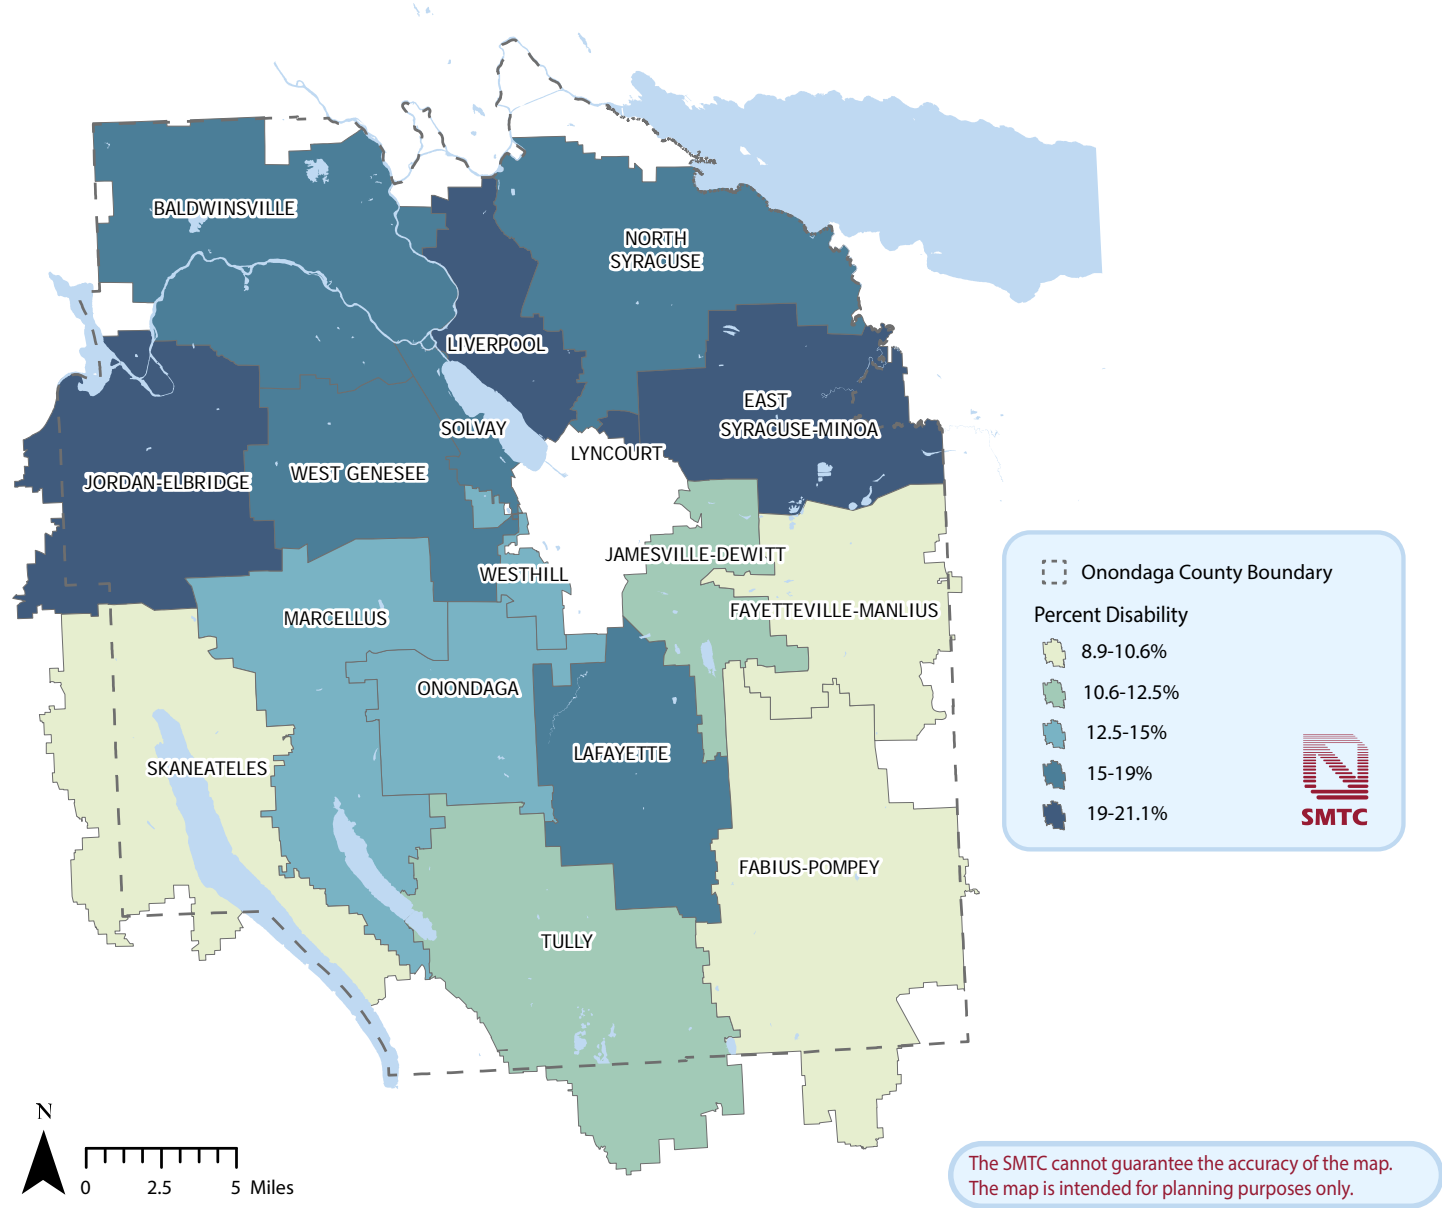 BALDWINSVILLE
NORTH
SYRACUSE
LIVERPOOL
EAST
SYRACUSE-MINOA
SOLVAY
LYNCOURT
WEST GENESEE
JORDAN-ELBRIDGE
JAMESVILLE-DEWITT
WESTHILL
FAYETTEVILLE-MANLIUS
MARCELLUS
ONONDAGA
LAFAYETTE
SKANEATELES
FABIUS-POMPEY
TULLY
Onondaga County Boundary
Percent Disability
8.9-10.6%
10.6-12.5%
12.5-15%
15-19%
19-21.1%
SMTC
N
0 2.5 5 Miles
The SMTC cannot guarantee the accuracy of the map.
The map is intended for planning purposes only.